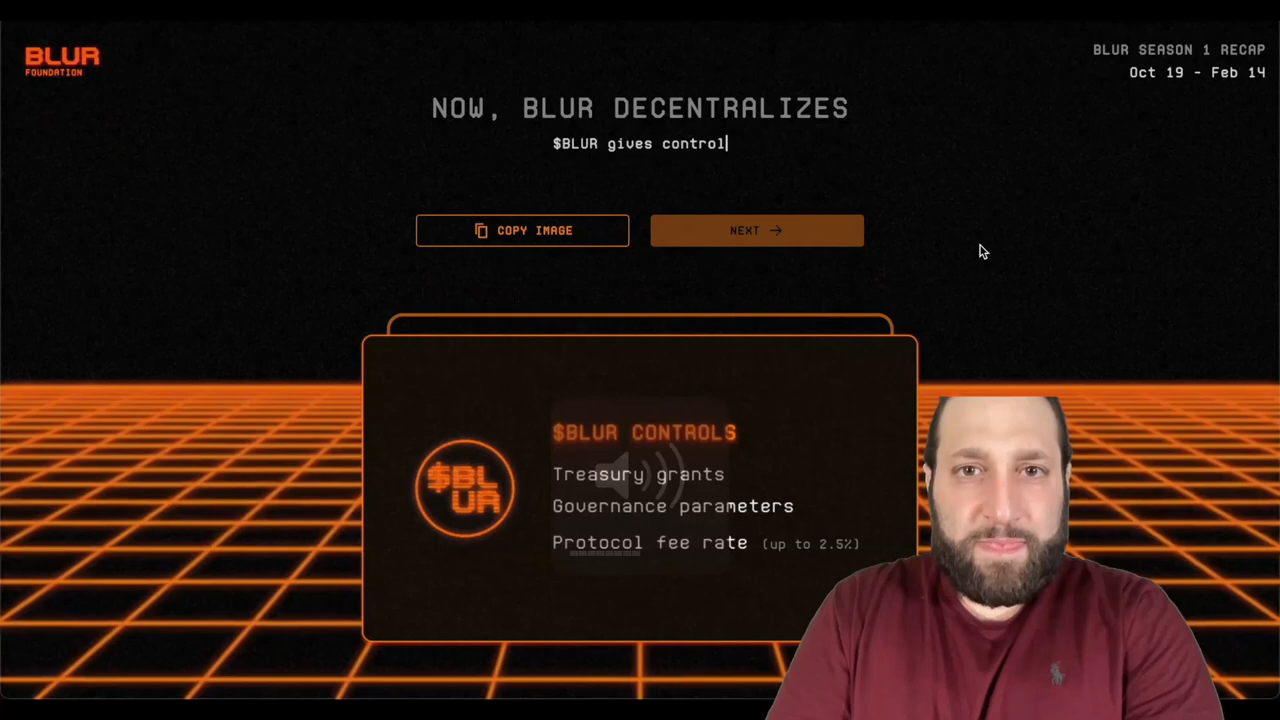 BLUR
FOUNDATION
BLUR SEASON 1 RECAP
Oct 19 - Feb 14
NOW, BLUR DECENTRALIZES
$BLUR gives control
COPY IMAGE
NEXT
$BLUR CONTROLS
$BL
UR
Treasury grants
Governance parameters
Protocol fee rate (up to 2.5%)